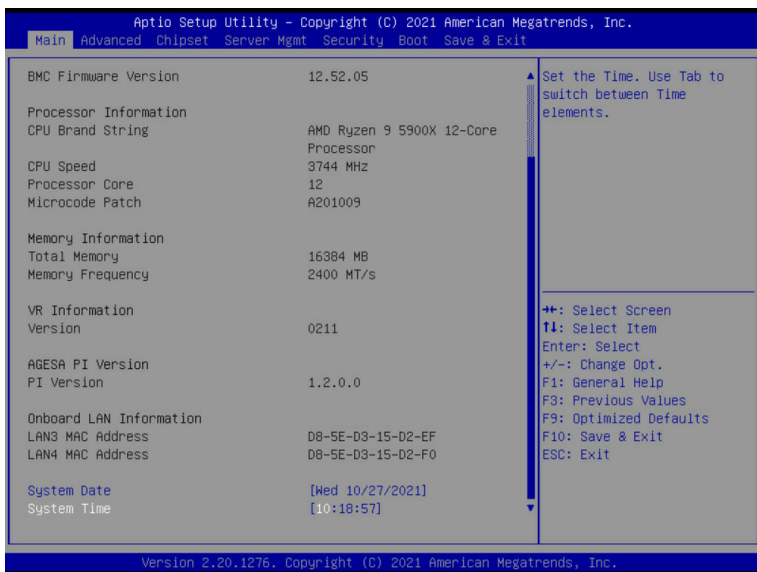 Aptio Setup Utility – Copyright (C) 2021 American Megatrends, Inc.
Main Advanced Chipset Server Mgmt Security Boot Save & Exit
BMC Firmware Version 12.52.05
Processor Information
CPU Brand String AMD Ryzen 9 5900X 12-Core
Processor
CPU Speed 3744 MHz
Processor Core 12
Microcode Patch A201009
Memory Information
Total Memory 16384 MB
Memory Frequency 2400 MT/s
VR Information
Version 0211
AGESA PI Version
PI Version 1.2.0.0
Onboard LAN Information
LAN3 MAC Address D8-5E-D3-15-D2-EF
LAN4 MAC Address D8-5E-D3-15-D2-F0
System Date [Wed 10/27/2021]
System Time [10:18:57]
Set the Time. Use Tab to
switch between Time
elements.
→←: Select Screen
↑↓: Select Item
Enter: Select
+/-: Change Opt.
F1: General Help
F3: Previous Values
F9: Optimized Defaults
F10: Save & Exit
ESC: Exit
Version 2.20.1276. Copyright (C) 2021 American Megatrends, Inc.